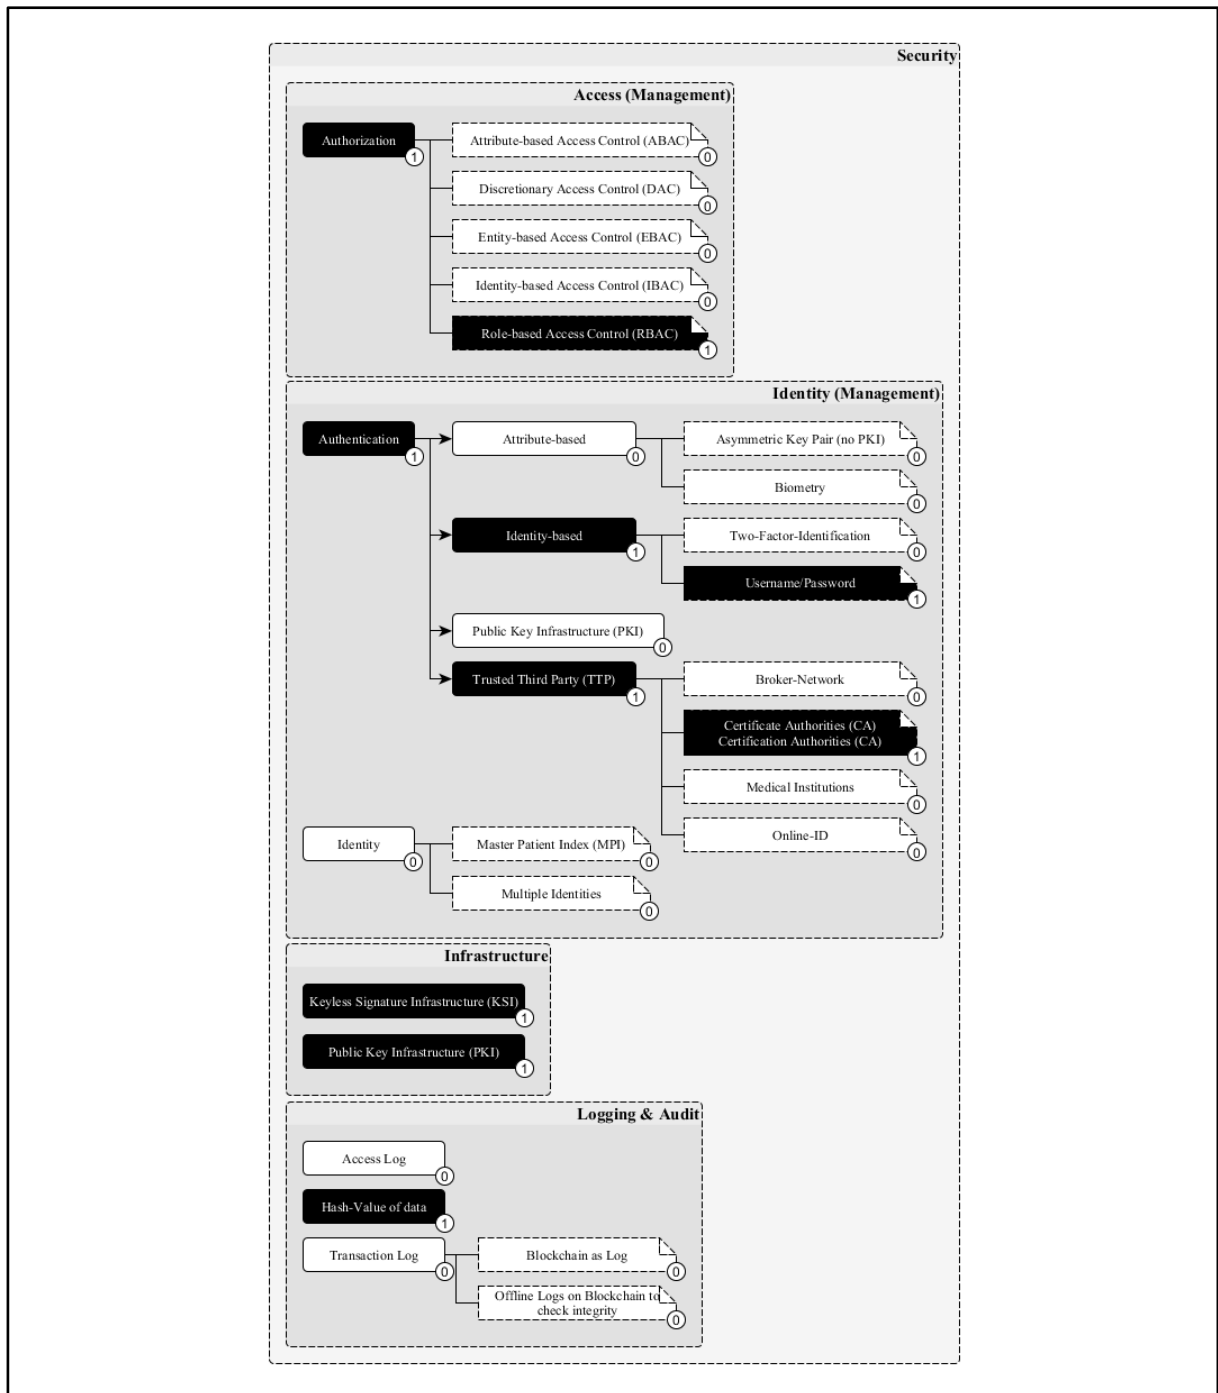 Security
Access (Management)
Authorization
1
Attribute-based Access Control (ABAC)
0
Discretionary Access Control (DAC)
0
Entity-based Access Control (EBAC)
0
Identity-based Access Control (IBAC)
0
Role-based Access Control (RBAC)
1
Identity (Management)
Authentication
1
Attribute-based
0
Asymmetric Key Pair (no PKI)
0
Biometry
0
Identity-based
1
Two-Factor-Identification
0
Username/Password
1
Public Key Infrastructure (PKI)
0
Trusted Third Party (TTP)
1
Broker-Network
0
Certificate Authorities (CA)
Certification Authorities (CA)
1
Medical Institutions
0
Online-ID
0
Identity
0
Master Patient Index (MPI)
0
Multiple Identities
0
Infrastructure
Keyless Signature Infrastructure (KSI)
1
Public Key Infrastructure (PKI)
1
Logging & Audit
Access Log
0
Hash-Value of data
1
Transaction Log
0
Blockchain as Log
0
Offline Logs on Blockchain to
check integrity
0